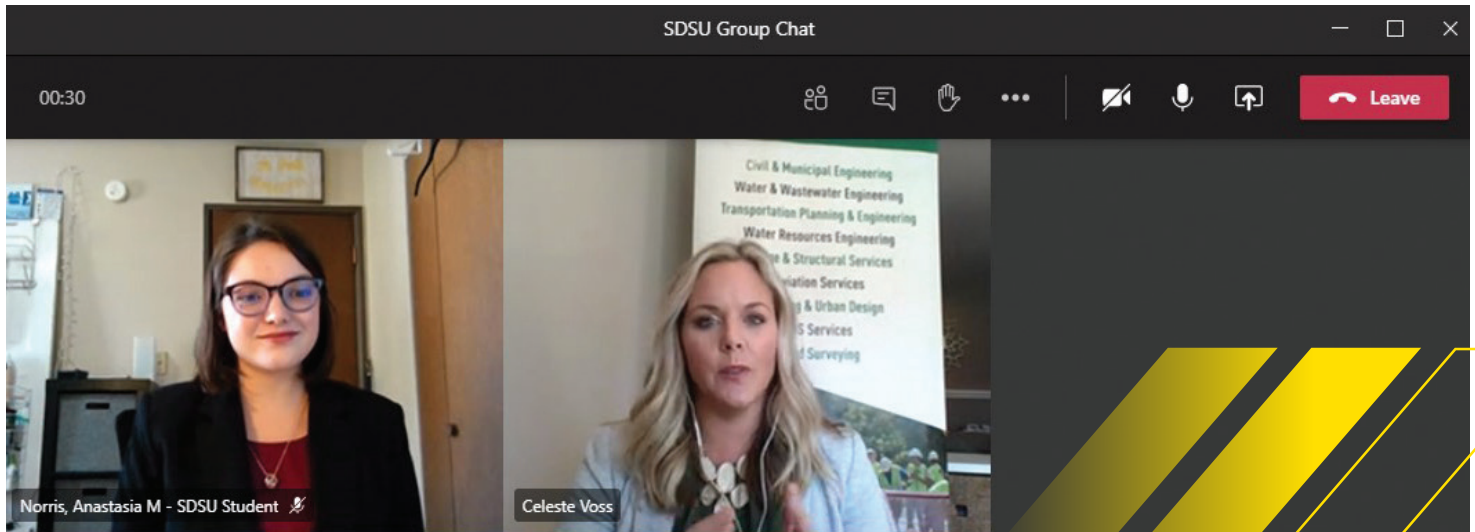 SDSU Group Chat
00:30
Leave
Civil & Municipal Engineering
Water & Wastewater Engineering
Transportation Planning & Engineering
Water Resources Engineering
& Structural Services
Services
& Urban Design
Services
Surveying
Norris, Anastasia M - SDSU Student
Celeste Voss